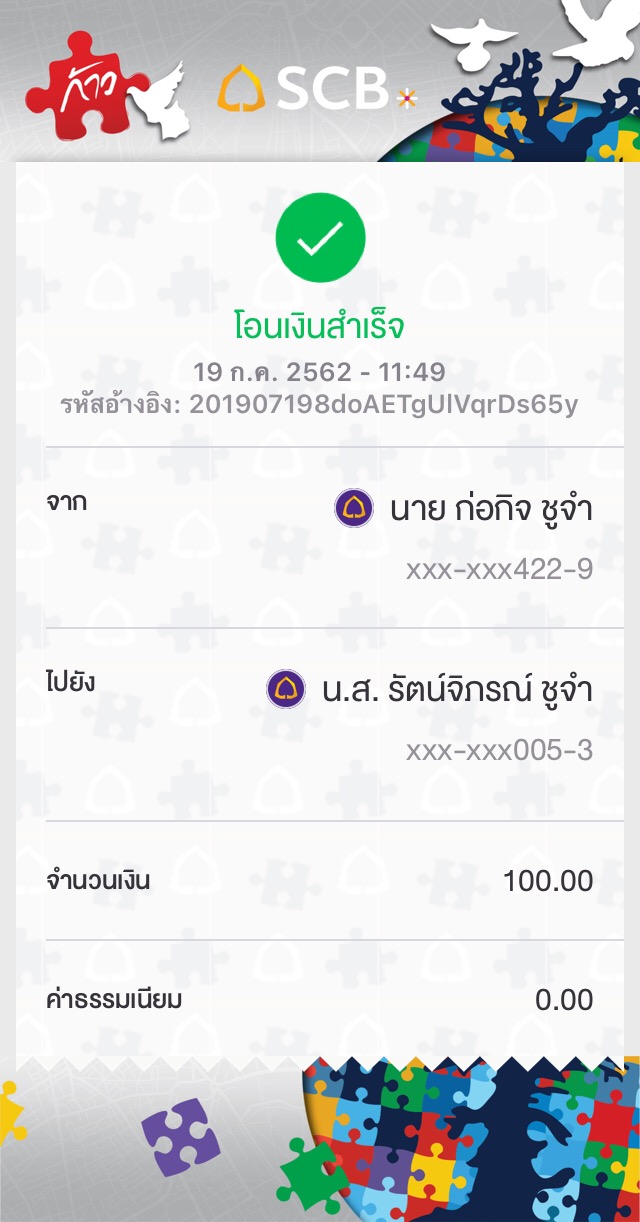 ก้าว
SCB
โอนเงินสำเร็จ
19 ก.ค. 2562 - 11:49
รหัสอ้างอิง: 201907198doAETgUlVqrDs65y
จาก
นาย ก่อกิจ ชูจำ
xxx-xxx422-9
ไปยัง
น.ส. รัตน์จิภรณ์ ชูจำ
xxx-xxx005-3
จำนวนเงิน
100.00
ค่าธรรมเนียม
0.00